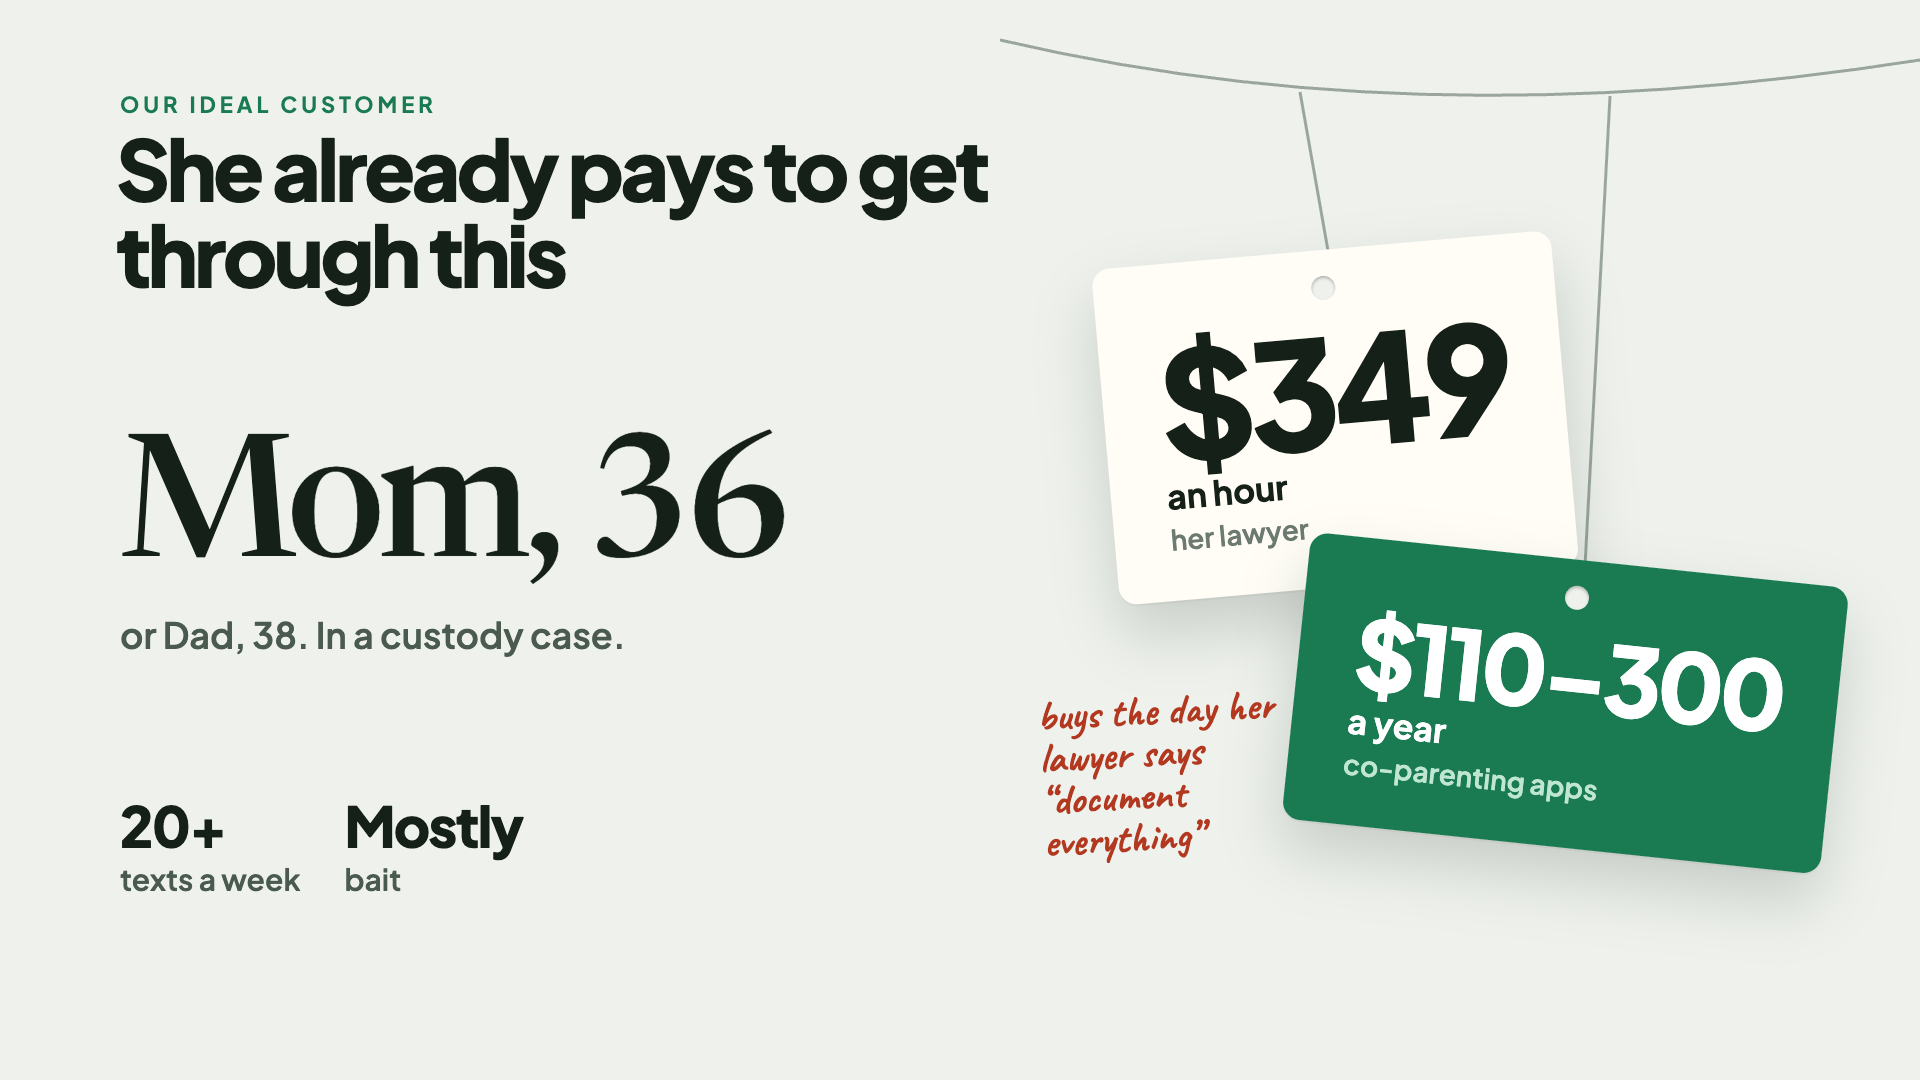 OUR IDEAL CUSTOMER
She already pays to get
through this
Mom, 36
or Dad, 38. In a custody case.
20+
texts a week
Mostly
bait
$349
an hour
her lawyer
$110–300
a year
co-parenting apps
buys the day her
lawyer says
“document
everything”